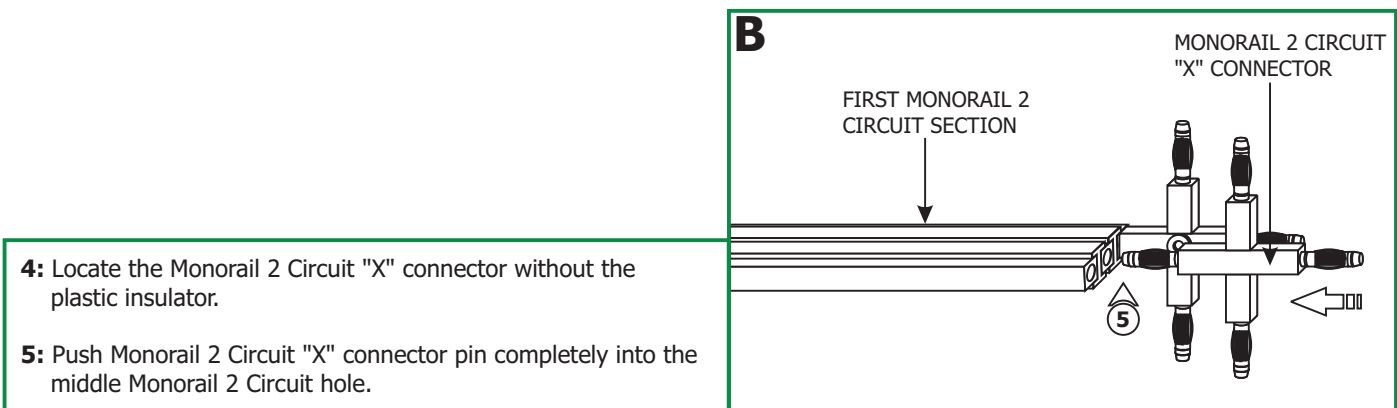 B
MONORAIL 2 CIRCUIT
"X" CONNECTOR
FIRST MONORAIL 2
CIRCUIT SECTION
5
4: Locate the Monorail 2 Circuit "X" connector without the
plastic insulator.
5: Push Monorail 2 Circuit "X" connector pin completely into the
middle Monorail 2 Circuit hole.